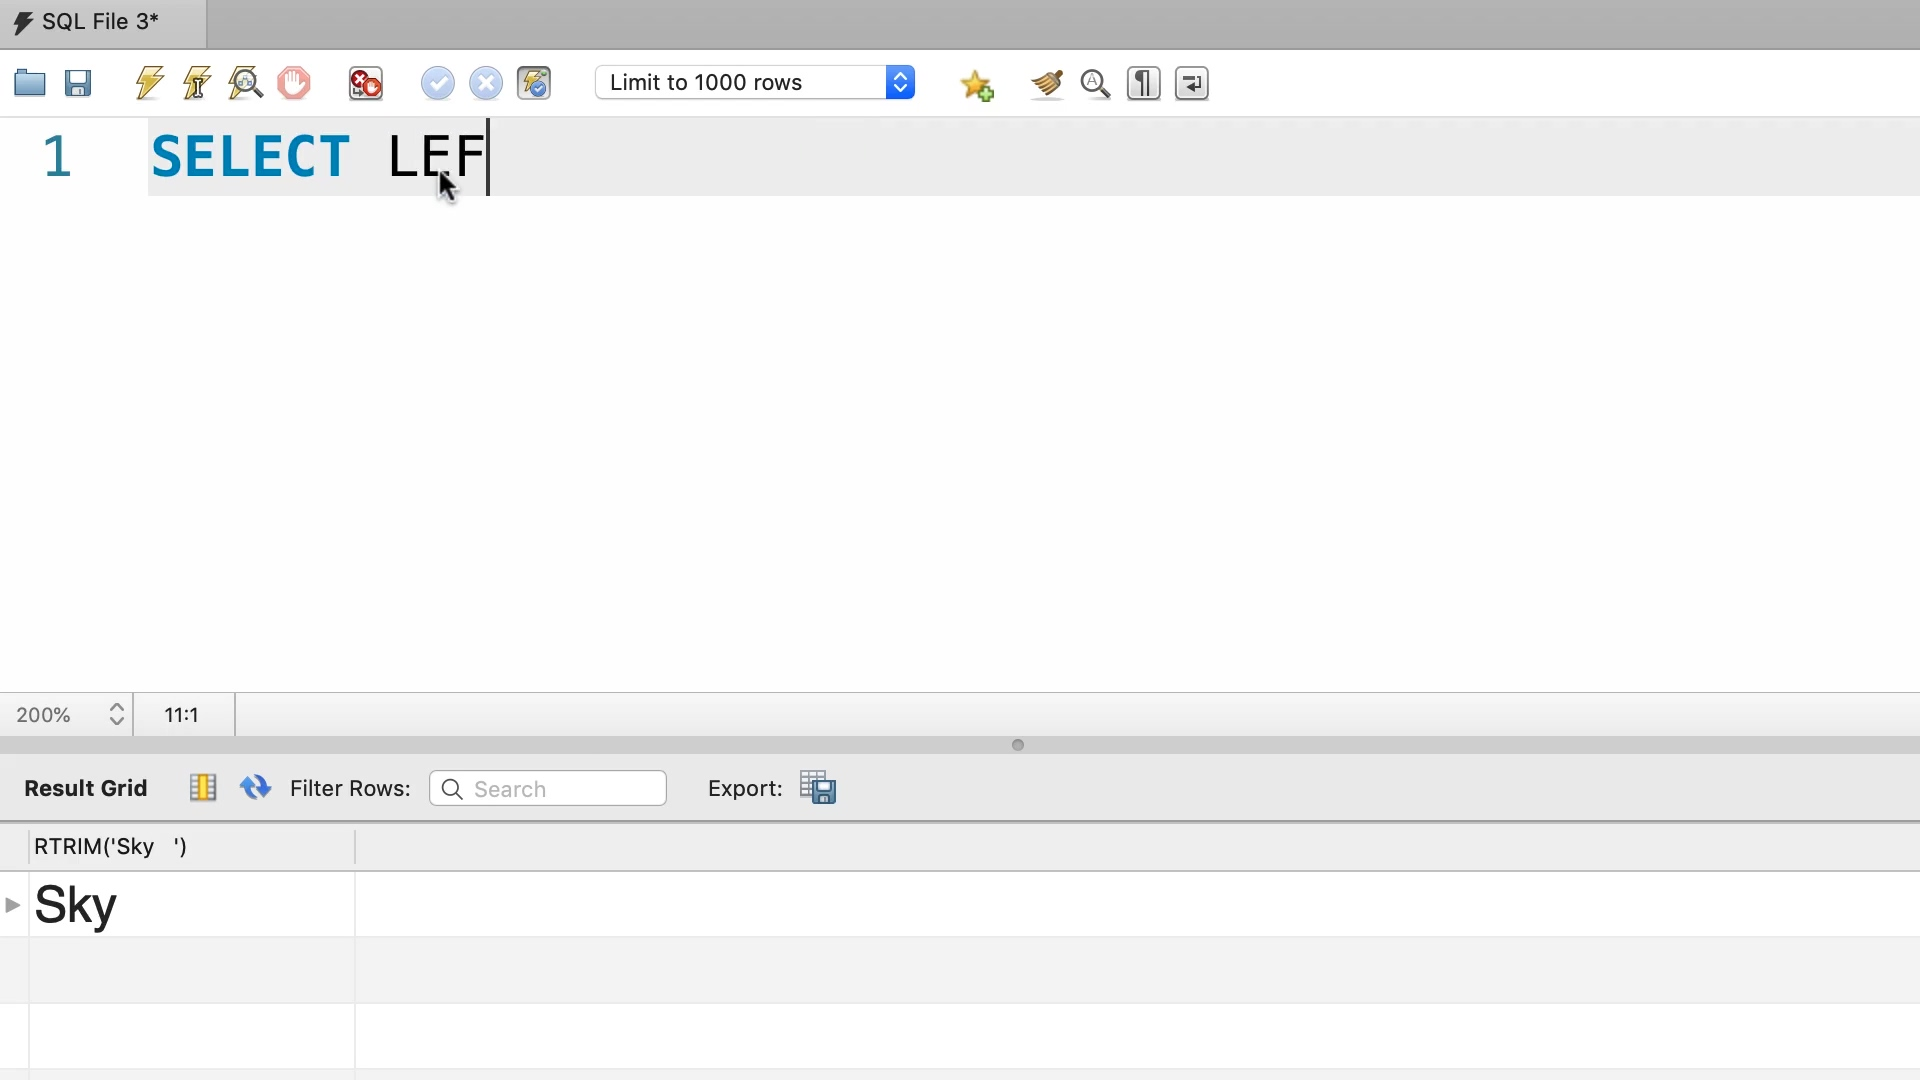 SQL File 3*
Limit to 1000 rows
1 SELECT LEF
200% 11:1
Result Grid Filter Rows: Search Export:
RTRIM('Sky   ')
Sky